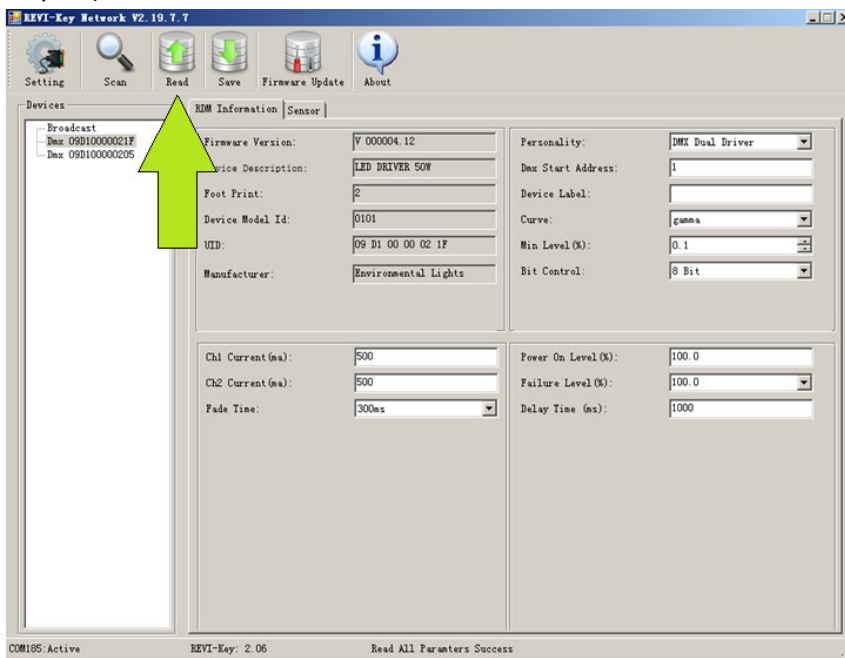 REVI-Key Network V2.19.7.7
Setting Scan Read Save Firmware Update About
Devices
Broadcast
Dmx 09D10000021F
Dmx 09D100000205
RDM Information Sensor
Firmware Version: V 000004.12
Device Description: LED DRIVER 50W
Foot Print: 2
Device Model Id: 0101
UID: 09 D1 00 00 02 1F
Manufacturer: Environmental Lights
Personality: DMX Dual Driver
Dmx Start Address: 1
Device Label:
Curve: gamma
Min Level(%): 0.1
Bit Control: 8 Bit
Ch1 Current(ma): 500
Ch2 Current(ma): 500
Fade Time: 300ms
Power On Level(%): 100.0
Failure Level(%): 100.0
Delay Time (ms): 1000
COM185:Active REVI-Key: 2.06 Read All Paramters Success